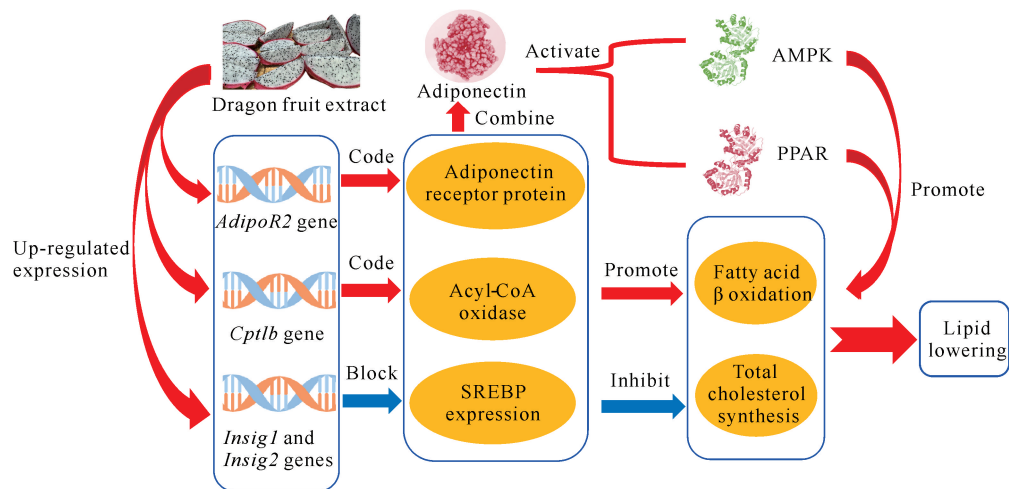 Dragon fruit extract
Adiponectin
Activate
AMPK
Combine
PPAR
Promote
Up-regulated
expression
AdipoR2 gene
Code
Adiponectin
receptor protein
Cptlb gene
Code
Acyl-CoA
oxidase
Promote
Fatty acid
β oxidation
Insig1 and
Insig2 genes
Block
SREBP
expression
Inhibit
Total
cholesterol
synthesis
Lipid
lowering